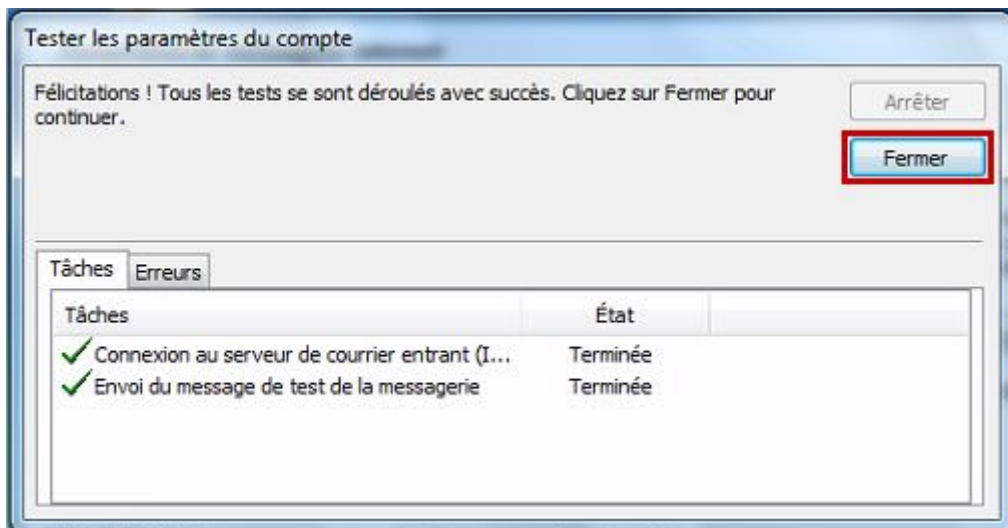 Tester les paramètres du compte
Félicitations ! Tous les tests se sont déroulés avec succès. Cliquez sur Fermer pour
continuer.
Arrêter
Fermer
Tâches Erreurs
Tâches État
Connexion au serveur de courrier entrant (I... Terminée
Envoi du message de test de la messagerie Terminée